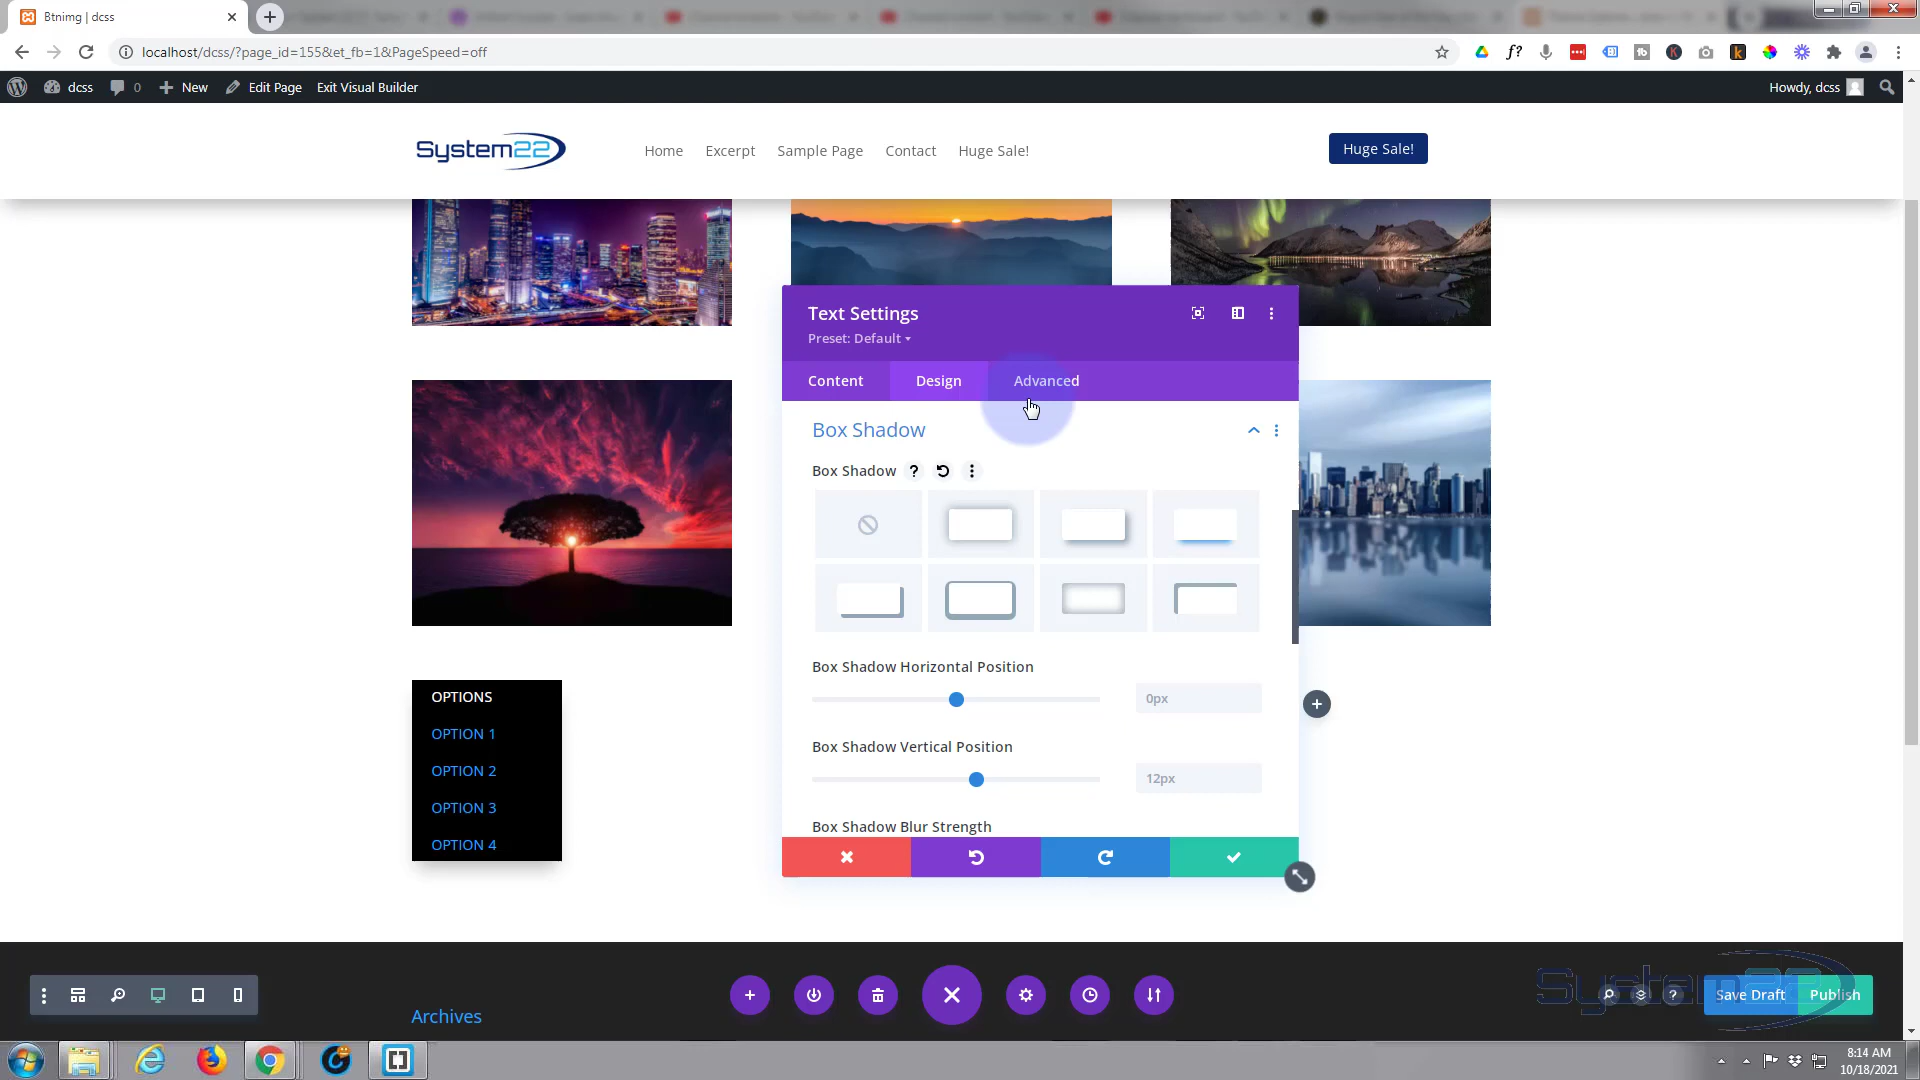 Btnimg | dcss
localhost/dcss/?page_id=155&et_fb=1&PageSpeed=off
dcss 0 New Edit Page Exit Visual Builder Howdy, dcss
System22 Home Excerpt Sample Page Contact Huge Sale! Huge Sale!
Text Settings
Preset: Default
Content Design Advanced
Box Shadow
Box Shadow
Box Shadow Horizontal Position
0px
Box Shadow Vertical Position
12px
Box Shadow Blur Strength
OPTIONS
OPTION 1
OPTION 2
OPTION 3
OPTION 4
System22
Save Draft Publish
Archives
8:14 AM
10/18/2021